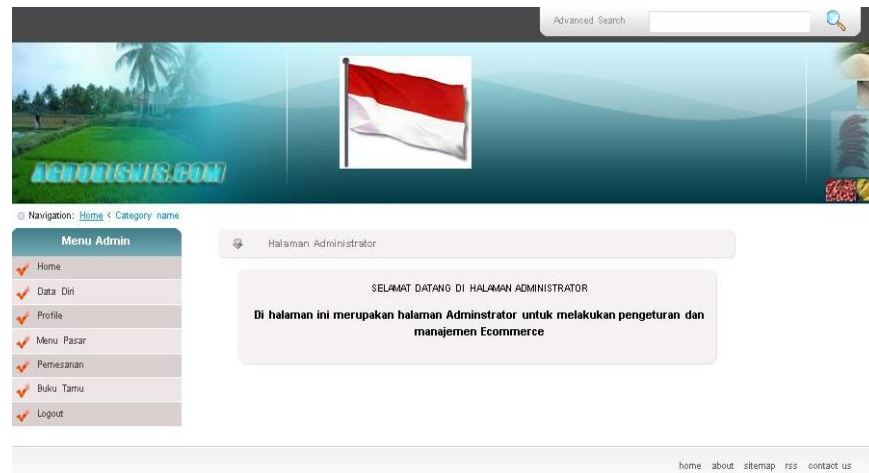 Advanced Search
AGROBISNIS.COM
Navigation: Home < Category name
Menu Admin
Home
Data Diri
Profile
Menu Pasar
Pemesanan
Buku Tamu
Logout
Halaman Administrator
SELAMAT DATANG DI HALAMAN ADMINISTRATOR
Di halaman ini merupakan halaman Adminstrator untuk melakukan pengeturan dan
manajemen Ecommerce
home about sitemap rss contact us